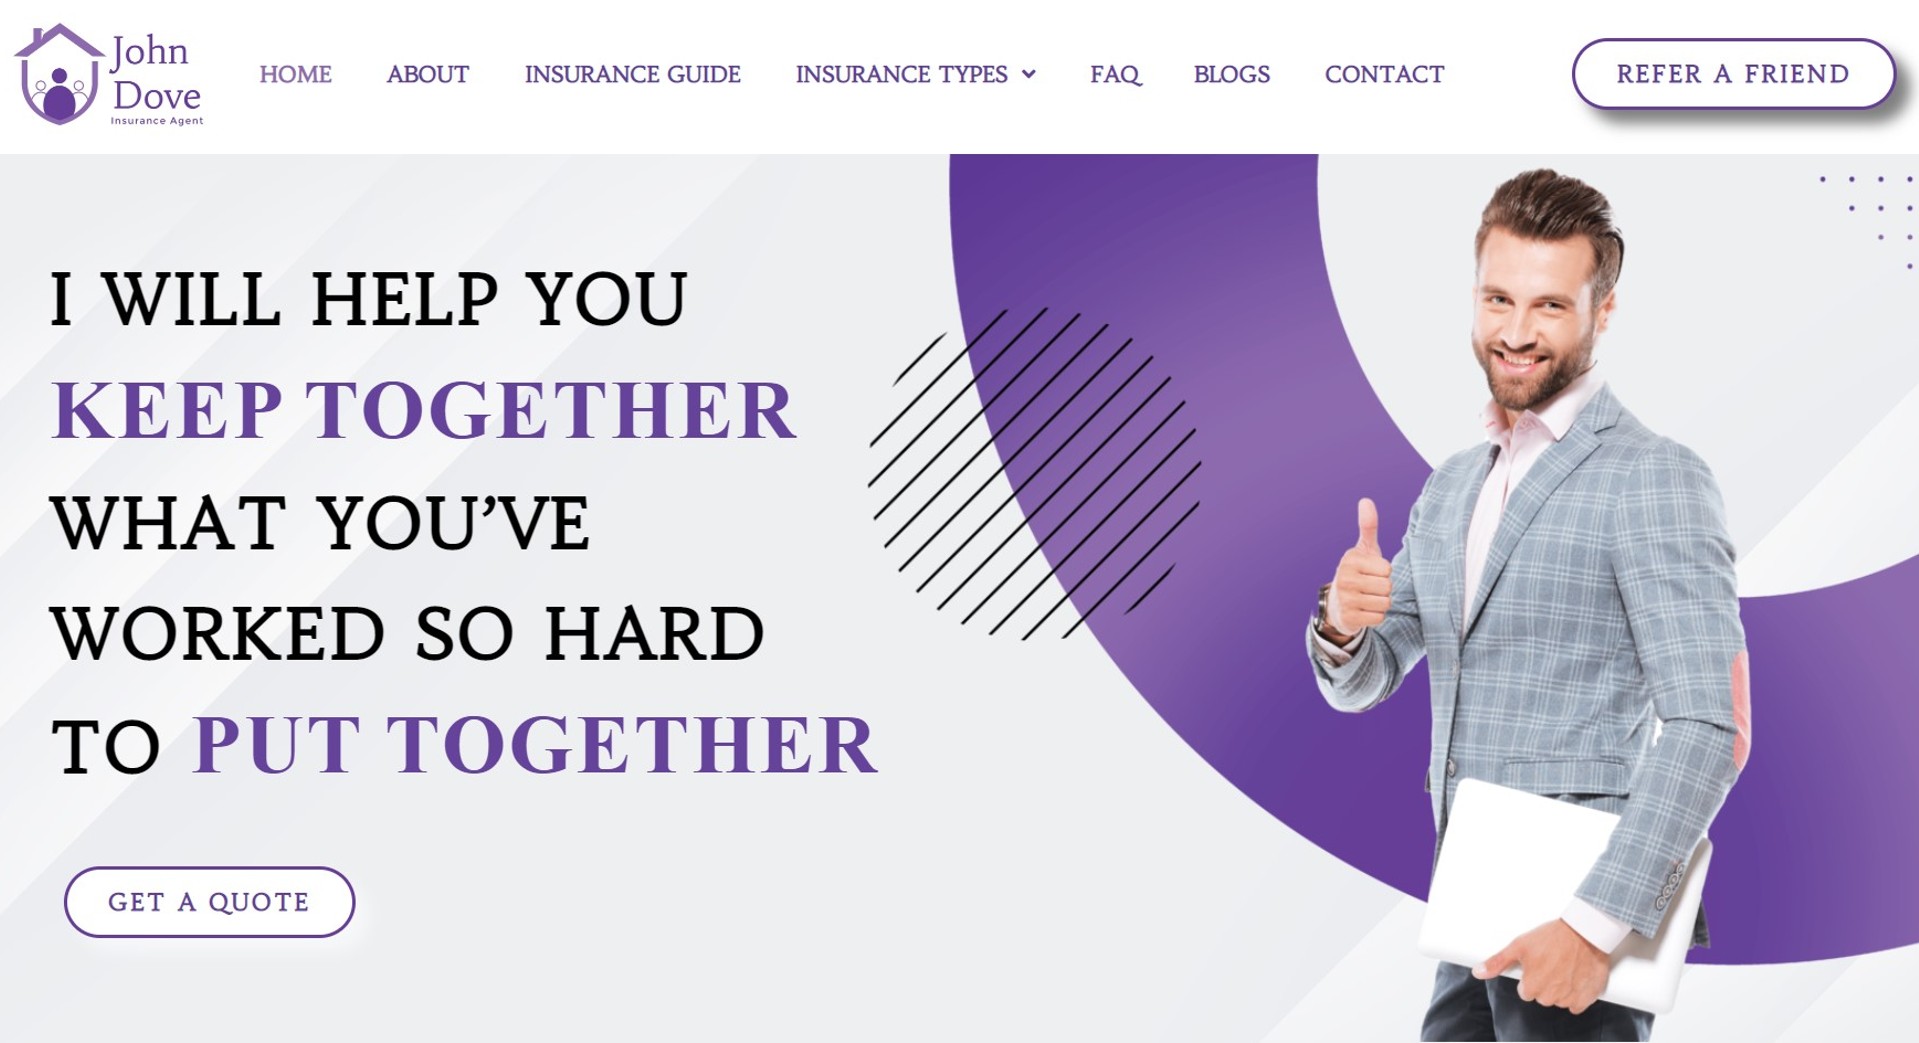 John
Dove
Insurance Agent
HOME ABOUT INSURANCE GUIDE INSURANCE TYPES FAQ BLOGS CONTACT REFER A FRIEND
I WILL HELP YOU
KEEP TOGETHER
WHAT YOU’VE
WORKED SO HARD
TO PUT TOGETHER
GET A QUOTE